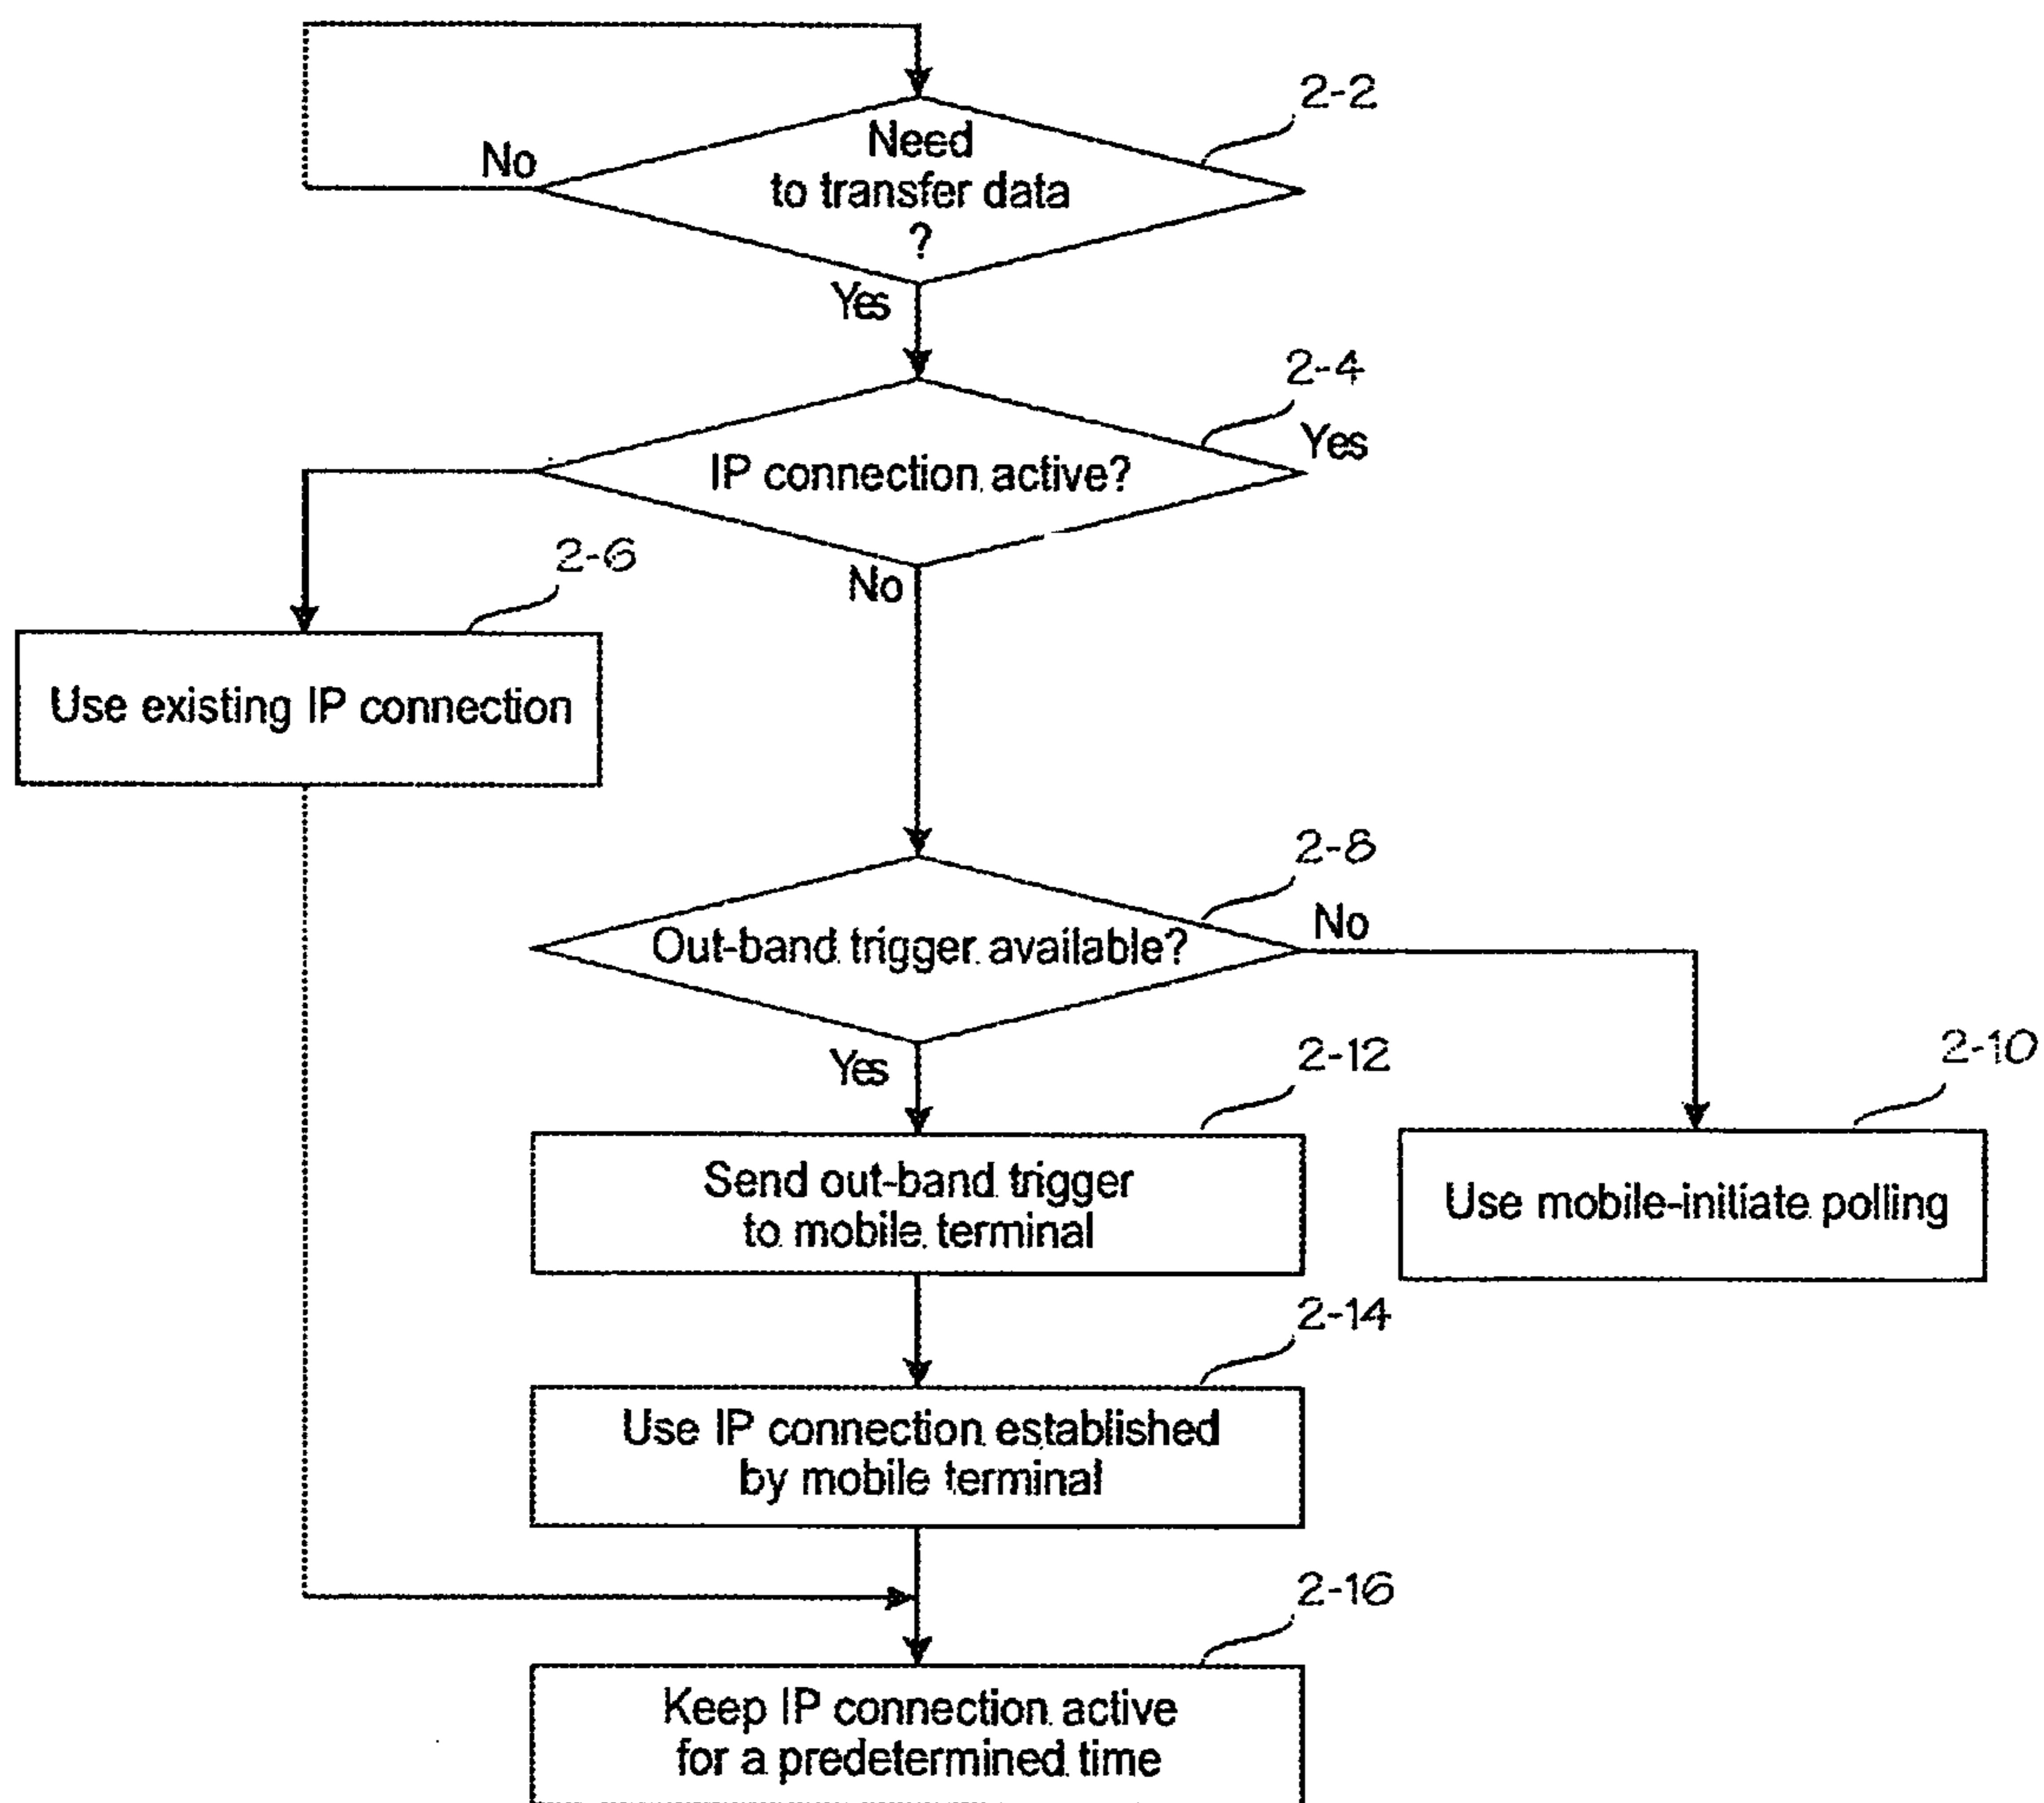 2-2
Need
to transfer data
?
No
Yes
2-4
Yes
IP connection active?
No
2-6
Use existing IP connection
2-8
No
Out-band trigger available?
Yes
2-12
2-10
Send out-band trigger
to mobile terminal
Use mobile-initiate polling
2-14
Use IP connection established
by mobile terminal
2-16
Keep IP connection active
for a predetermined time